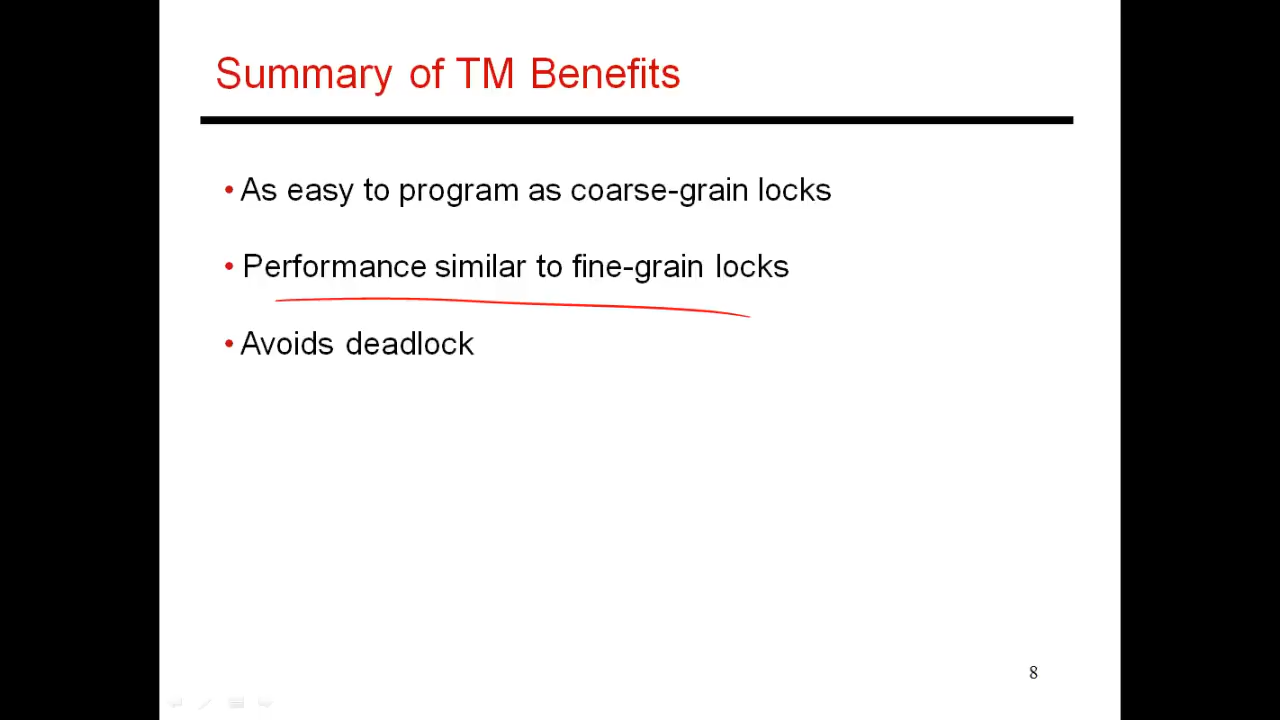 Summary of TM Benefits
• As easy to program as coarse-grain locks
• Performance similar to fine-grain locks
• Avoids deadlock
8